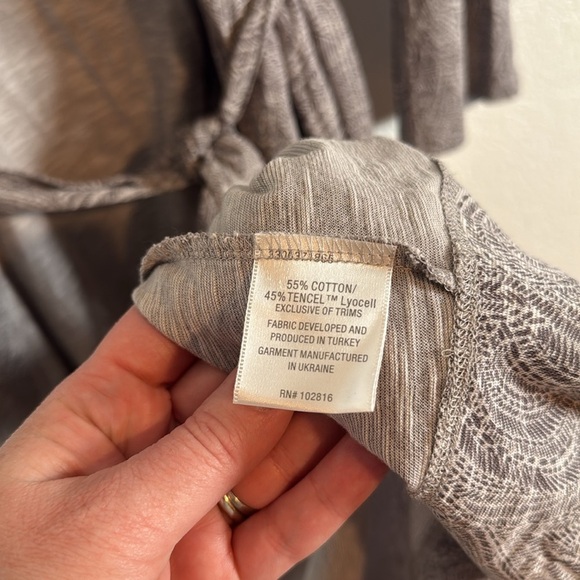 55% COTTON/
45% TENCEL™ Lyocell
EXCLUSIVE OF TRIMS
FABRIC DEVELOPED AND
PRODUCED IN TURKEY
GARMENT MANUFACTURED
IN UKRAINE
RN# 102816